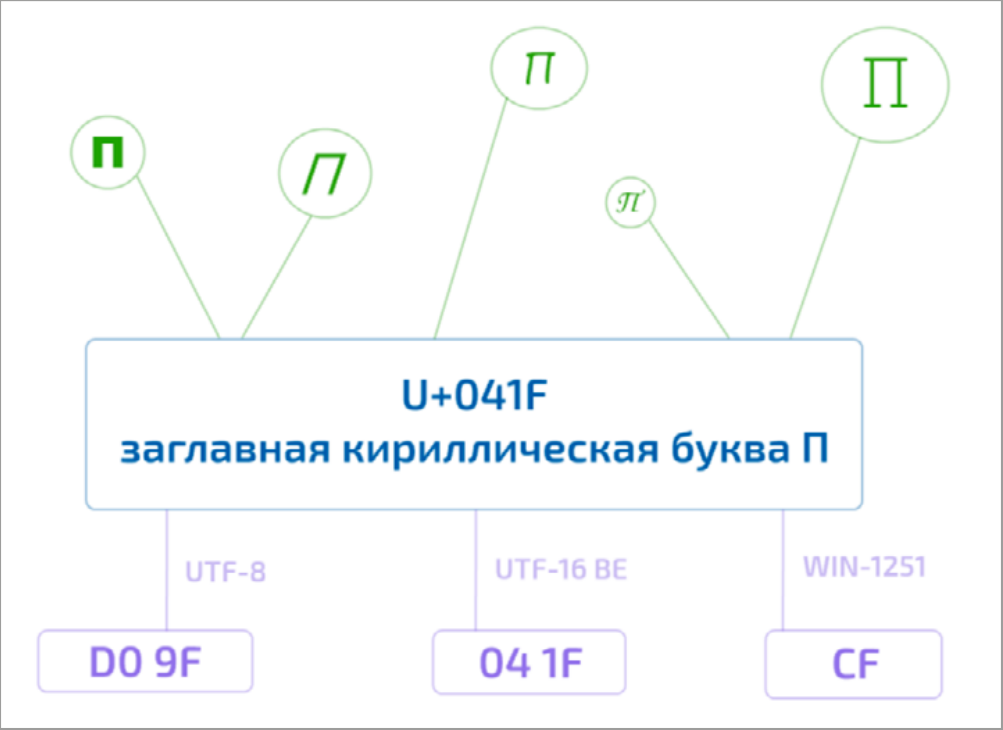 П
П
П
П
П
U+041F
заглавная кириллическая буква П
UTF-8
UTF-16 BE
WIN-1251
D0 9F
04 1F
CF